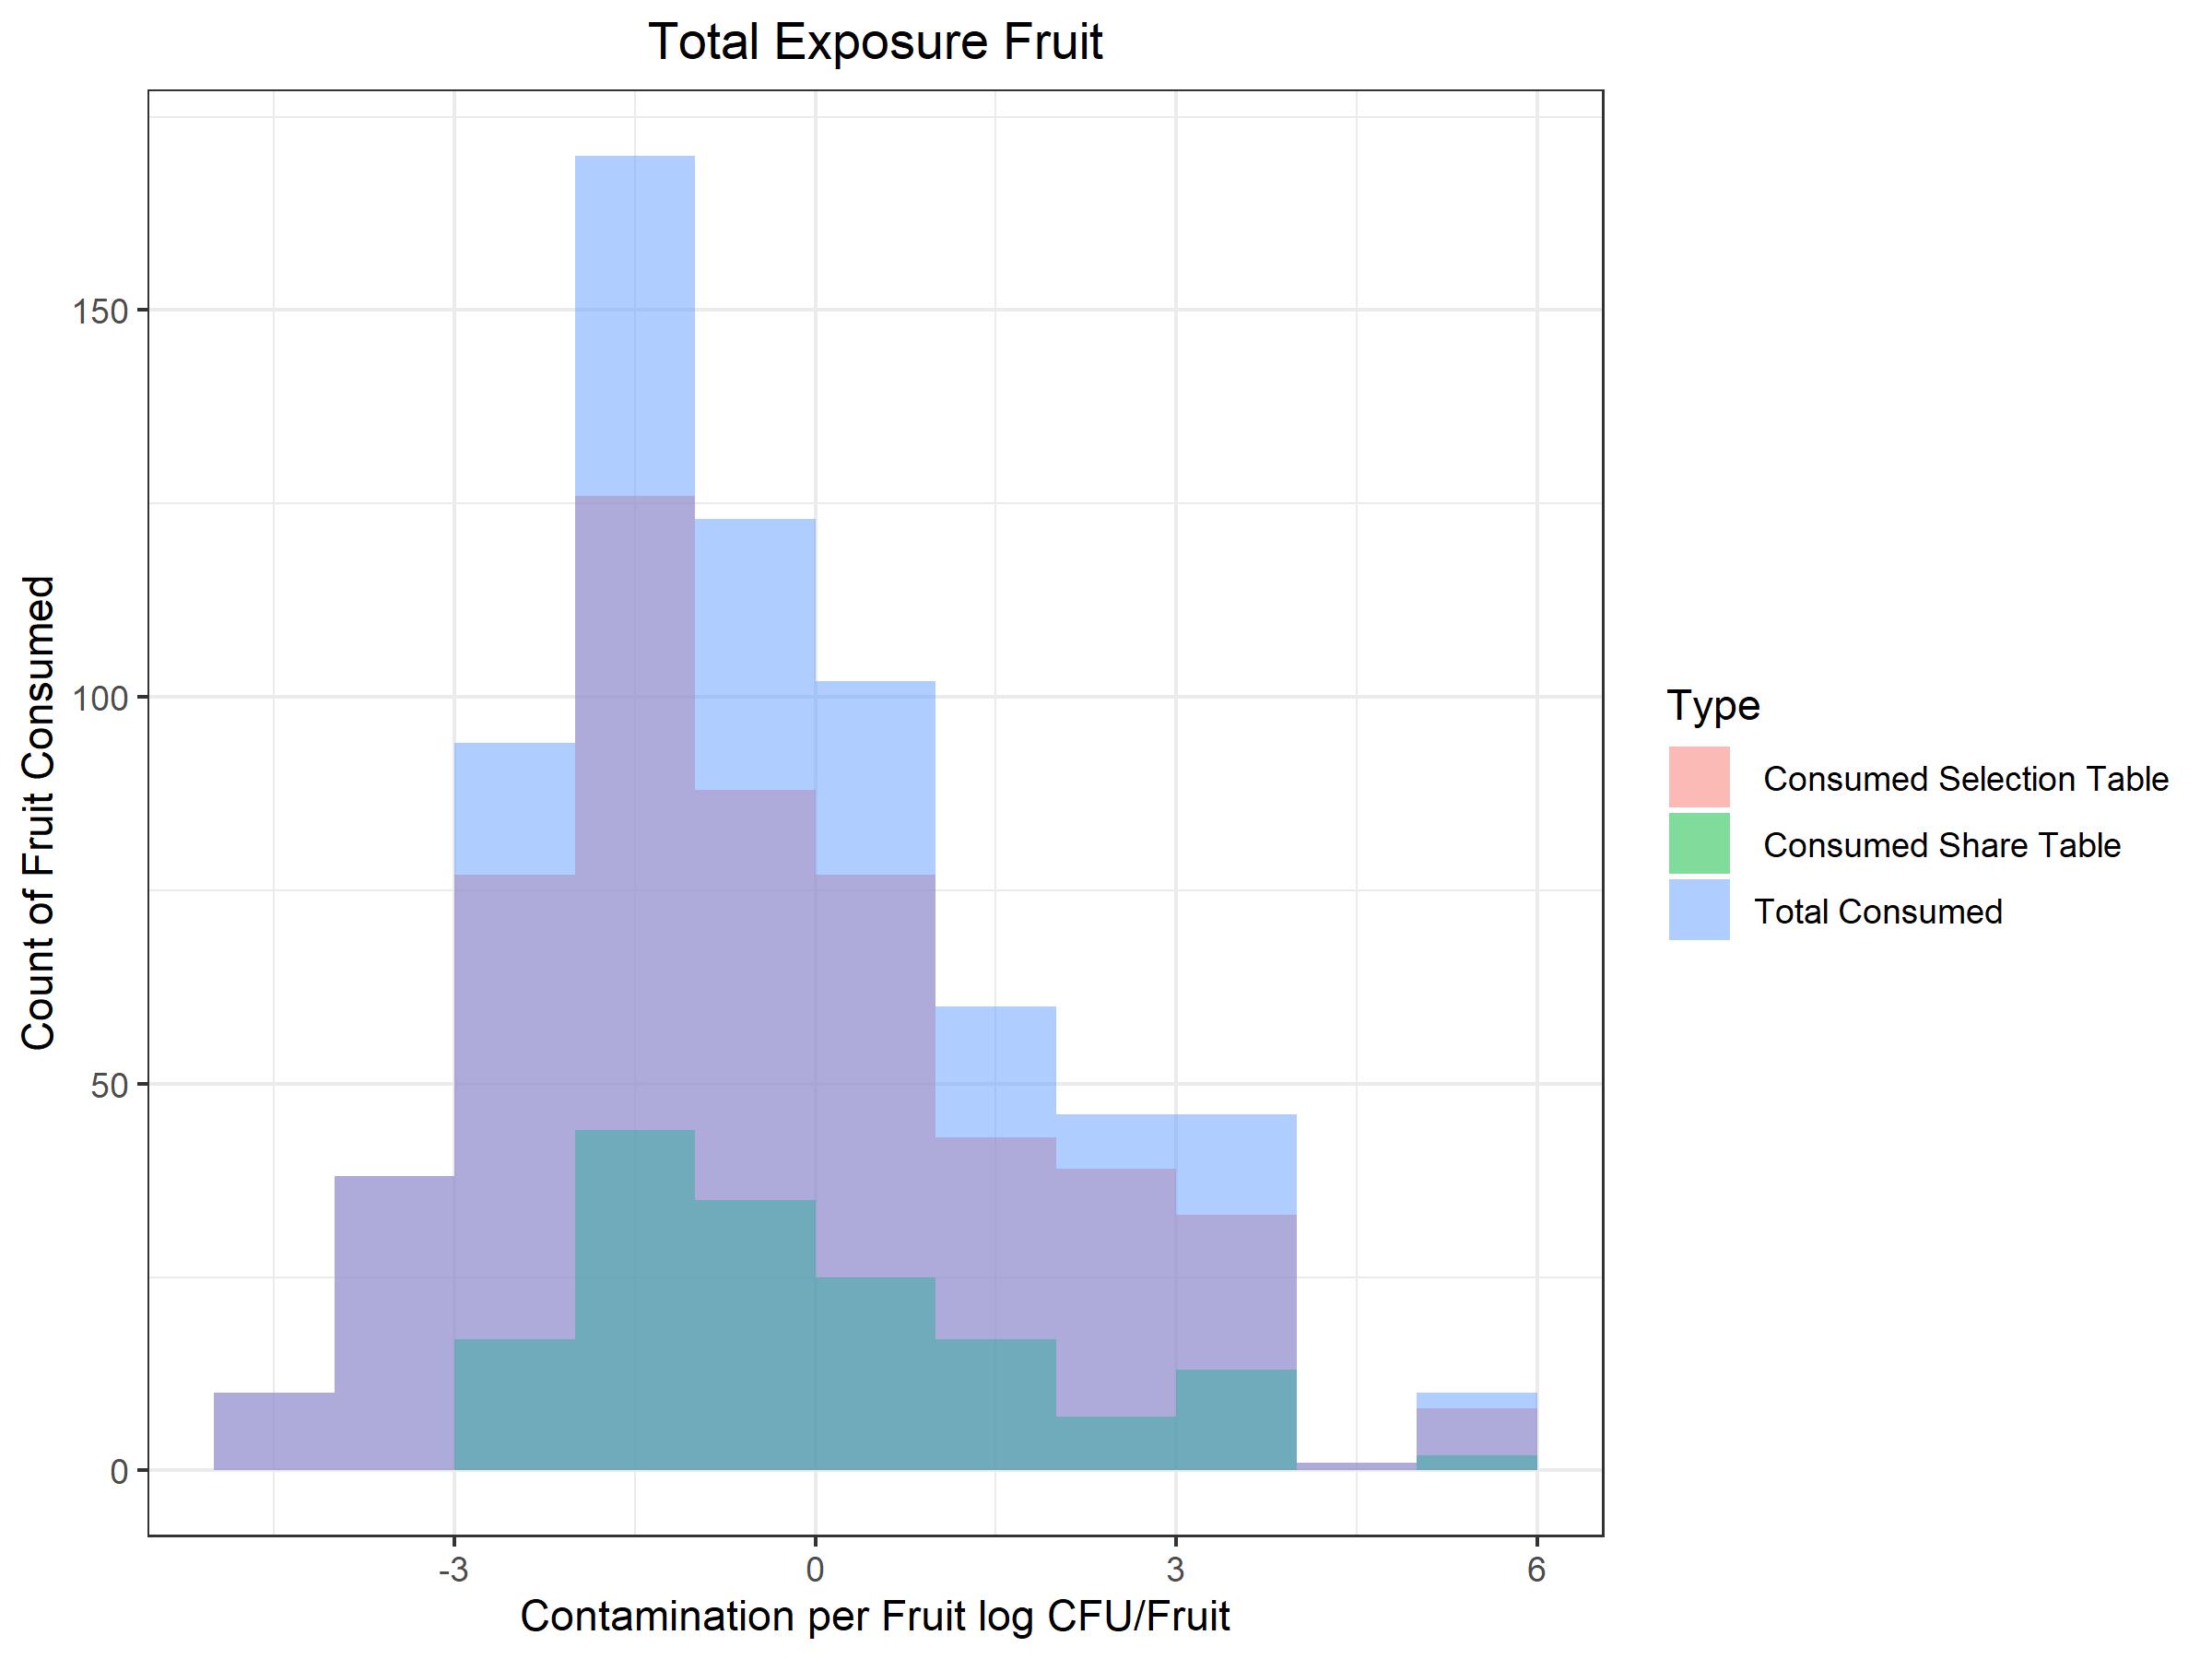 Total Exposure Fruit
150
100
50
0
-3 0 3 6
Count of Fruit Consumed
Contamination per Fruit log CFU/Fruit
Type
Consumed Selection Table
Consumed Share Table
Total Consumed